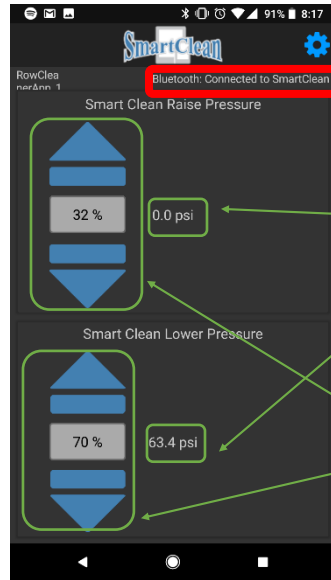 91% 8:17
SmartClean
RowClea
nerApp_1
Bluetooth: Connected to SmartClean
Smart Clean Raise Pressure
32 %
0.0 psi
Smart Clean Lower Pressure
70 %
63.4 psi